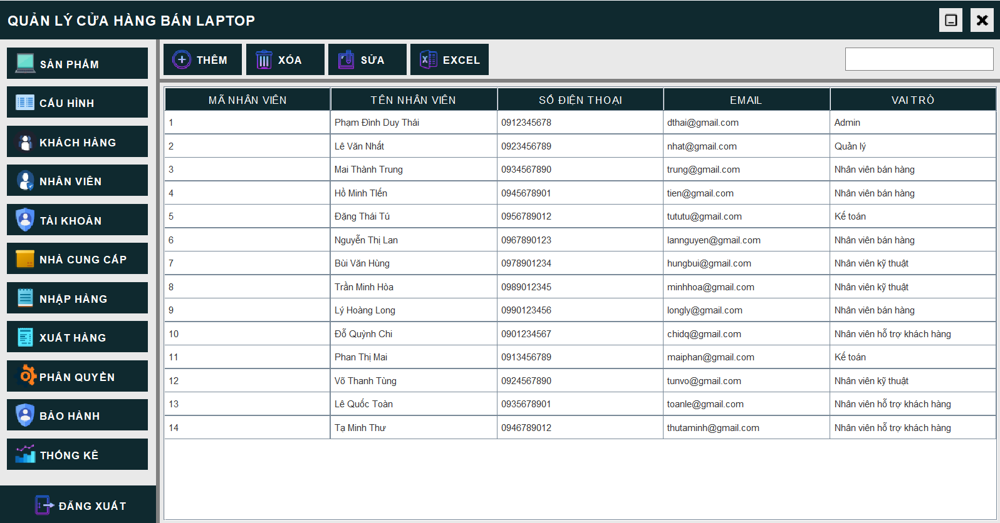 QUẢN LÝ CỬA HÀNG BÁN LAPTOP
SẢN PHẨM
CẤU HÌNH
KHÁCH HÀNG
NHÂN VIÊN
TÀI KHOẢN
NHÀ CUNG CẤP
NHẬP HÀNG
XUẤT HÀNG
PHÂN QUYỀN
BẢO HÀNH
THỐNG KÊ
ĐĂNG XUẤT
THÊM XÓA SỬA EXCEL
MÃ NHÂN VIÊN TÊN NHÂN VIÊN SỐ ĐIỆN THOẠI EMAIL VAI TRÒ
1 Phạm Đình Duy Thái 0912345678 dthai@gmail.com Admin
2 Lê Văn Nhất 0923456789 nhat@gmail.com Quản lý
3 Mai Thành Trung 0934567890 trung@gmail.com Nhân viên bán hàng
4 Hồ Minh TIến 0945678901 tien@gmail.com Nhân viên bán hàng
5 Đặng Thái Tú 0956789012 tututu@gmail.com Kế toán
6 Nguyễn Thị Lan 0967890123 lannguyen@gmail.com Nhân viên bán hàng
7 Bùi Văn Hùng 0978901234 hungbui@gmail.com Nhân viên kỹ thuật
8 Trần Minh Hòa 0989012345 minhhoa@gmail.com Nhân viên kỹ thuật
9 Lý Hoàng Long 0990123456 longly@gmail.com Nhân viên bán hàng
10 Đỗ Quỳnh Chi 0901234567 chidq@gmail.com Nhân viên hỗ trợ khách hàng
11 Phan Thị Mai 0913456789 maiphan@gmail.com Kế toán
12 Võ Thanh Tùng 0924567890 tunvo@gmail.com Nhân viên kỹ thuật
13 Lê Quốc Toàn 0935678901 toanle@gmail.com Nhân viên hỗ trợ khách hàng
14 Tạ Minh Thư 0946789012 thutaminh@gmail.com Nhân viên hỗ trợ khách hàng